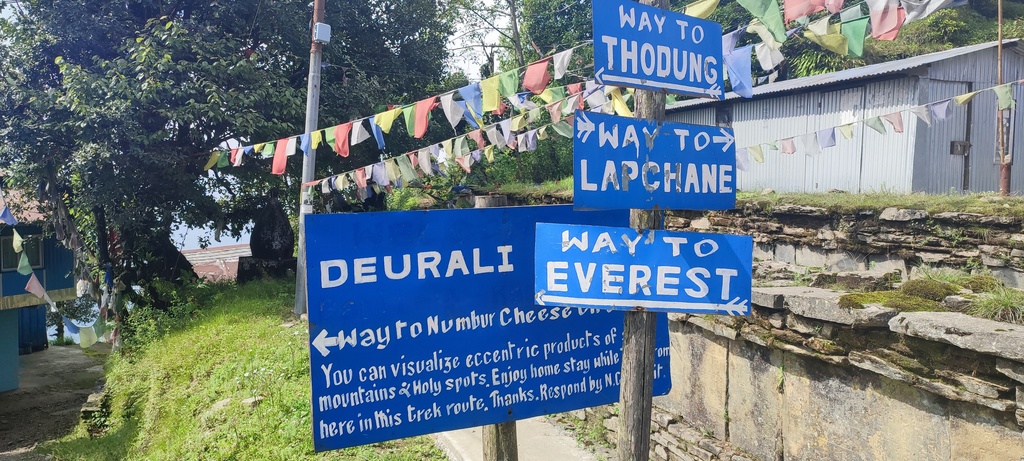 WAY TO
THODUNG
WAY TO
LAPCHANE
WAY TO
EVEREST
DEURALI
Way to Numbur Cheese
You can visualize eccentric products of
mountains & Holy spots. Enjoy home stay while
here in this trek route. Thanks. Respond by N.